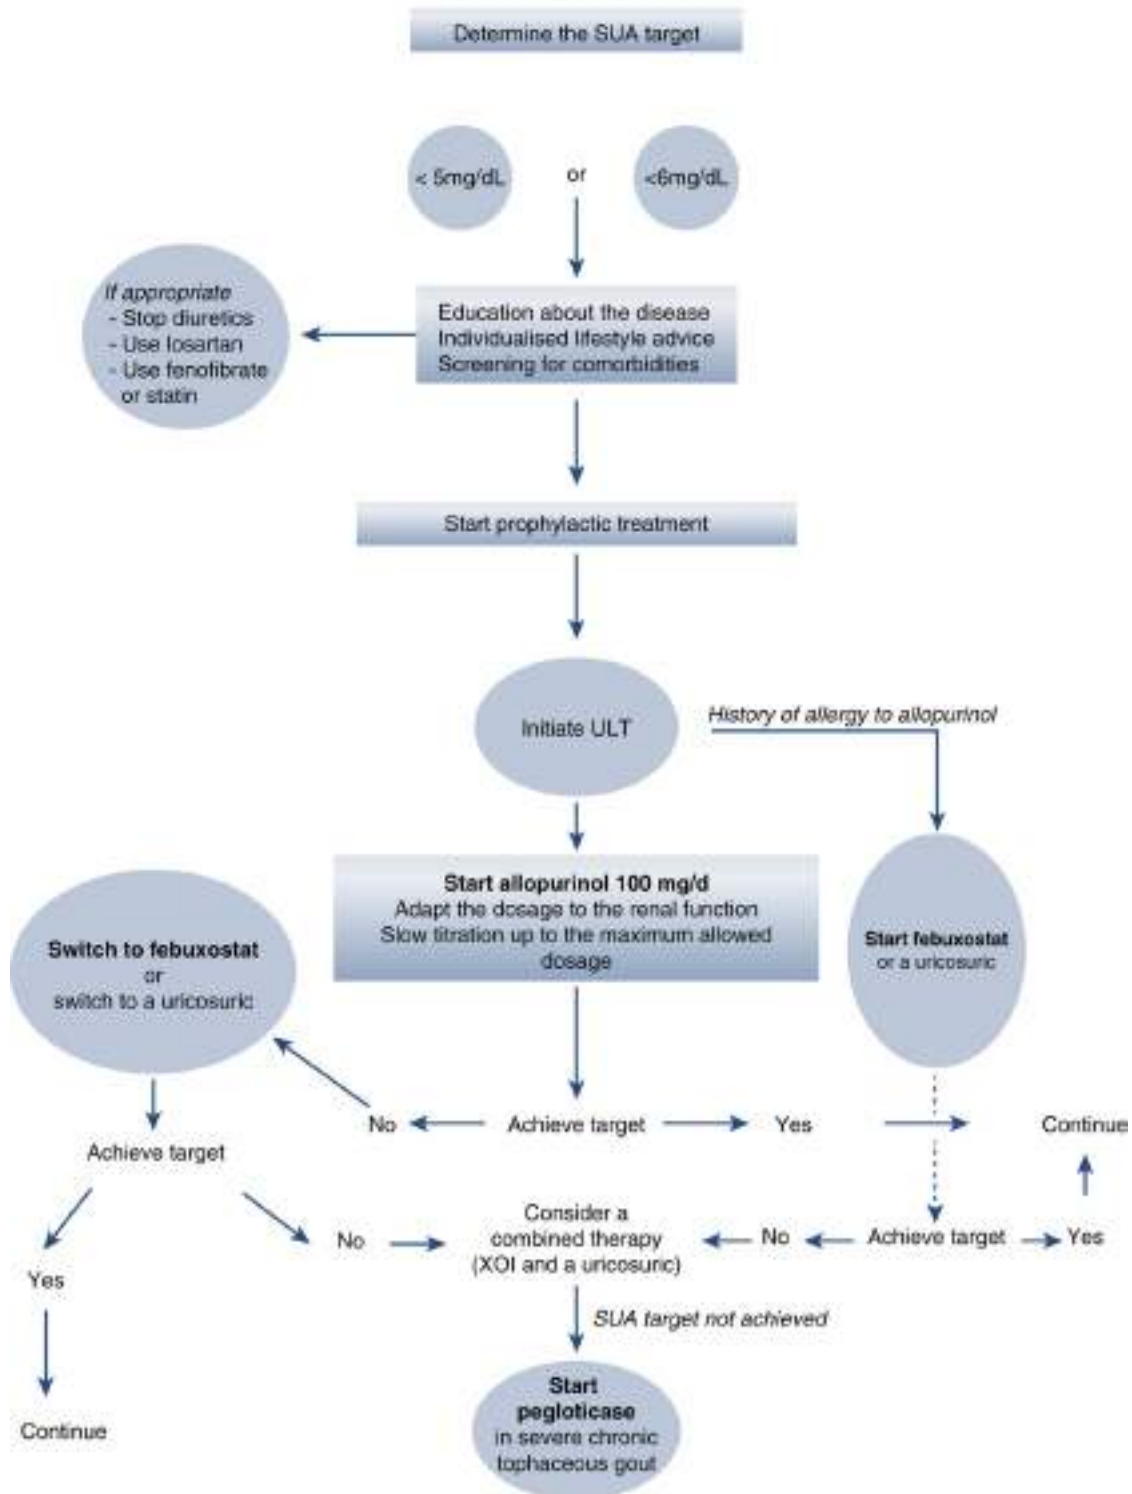 Determine the SUA target
< 5mg/dL
or
<6mg/dL
If appropriate
- Stop diuretics
- Use losartan
- Use fenofibrate
or statin
Education about the disease
Individualised lifestyle advice
Screening for comorbidities
Start prophylactic treatment
Initiate ULT
History of allergy to allopurinol
Start allopurinol 100 mg/d
Adapt the dosage to the renal function
Slow titration up to the maximum allowed
dosage
Switch to febuxostat
or
switch to a uricosuric
Start febuxostat
or a uricosuric
No
Achieve target
Yes
Continue
Achieve target
Yes
No
Consider a
combined therapy
(XOI and a uricosuric)
No
Achieve target
Yes
Continue
SUA target not achieved
Start
pegloticase
in severe chronic
tophaceous gout